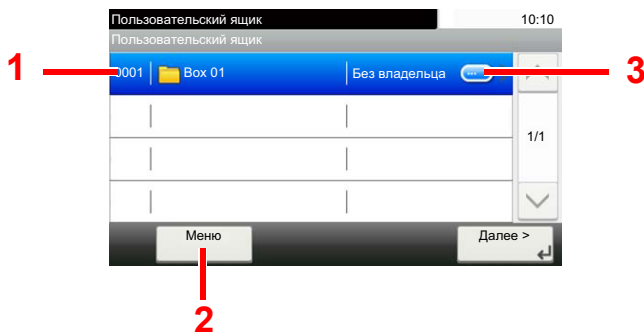 Пользовательский ящик 10:10
Пользовательский ящик
1 0001 Box 01 Без владельца ... 3
1/1
Меню Далее >
2